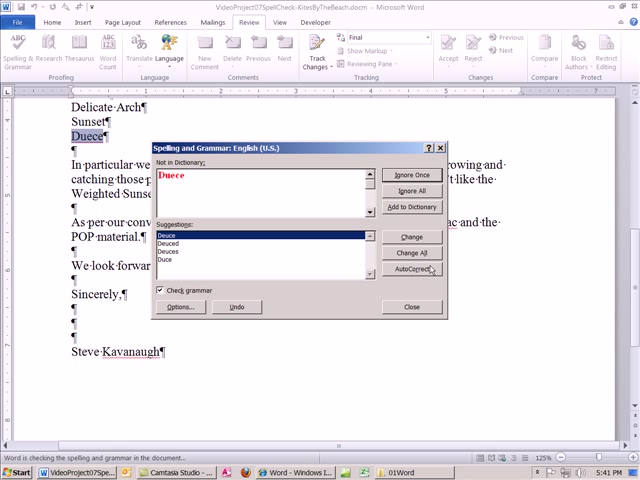 VideoProject07SpellCheck-KitesByTheBeach.docm - Microsoft Word
File Home Insert Page Layout References Mailings Review View Developer
Spelling & Grammar Research Thesaurus Word Count Translate Language New Comment Delete Previous Next Track Changes Final Show Markup Reviewing Pane Accept Reject Previous Next Compare Block Authors Restrict Editing
Proofing Language Comments Tracking Changes Compare Protect
Delicate·Arch¶
Sunset¶
Duece¶
¶
In·particular·we
rowing·and·
catching·those·p
't·like·the·
Weighted·Sunse
¶
As·per·our·conv
ac·and·the·
POP·material.¶
¶
We·look·forwar
¶
Sincerely,¶
¶
¶
¶
Steve·Kavanaugh¶
Spelling and Grammar: English (U.S.)
Not in Dictionary:
Duece
Ignore Once
Ignore All
Add to Dictionary
Suggestions:
Deuce
Deuced
Deuces
Duce
Change
Change All
AutoCorrect
Check grammar
Options... Undo Close
Word is checking the spelling and grammar in the document... 125%
Start VideoProject07Spe... Camtasia Studio - ... Word - Windows I... 01Word 5:41 PM